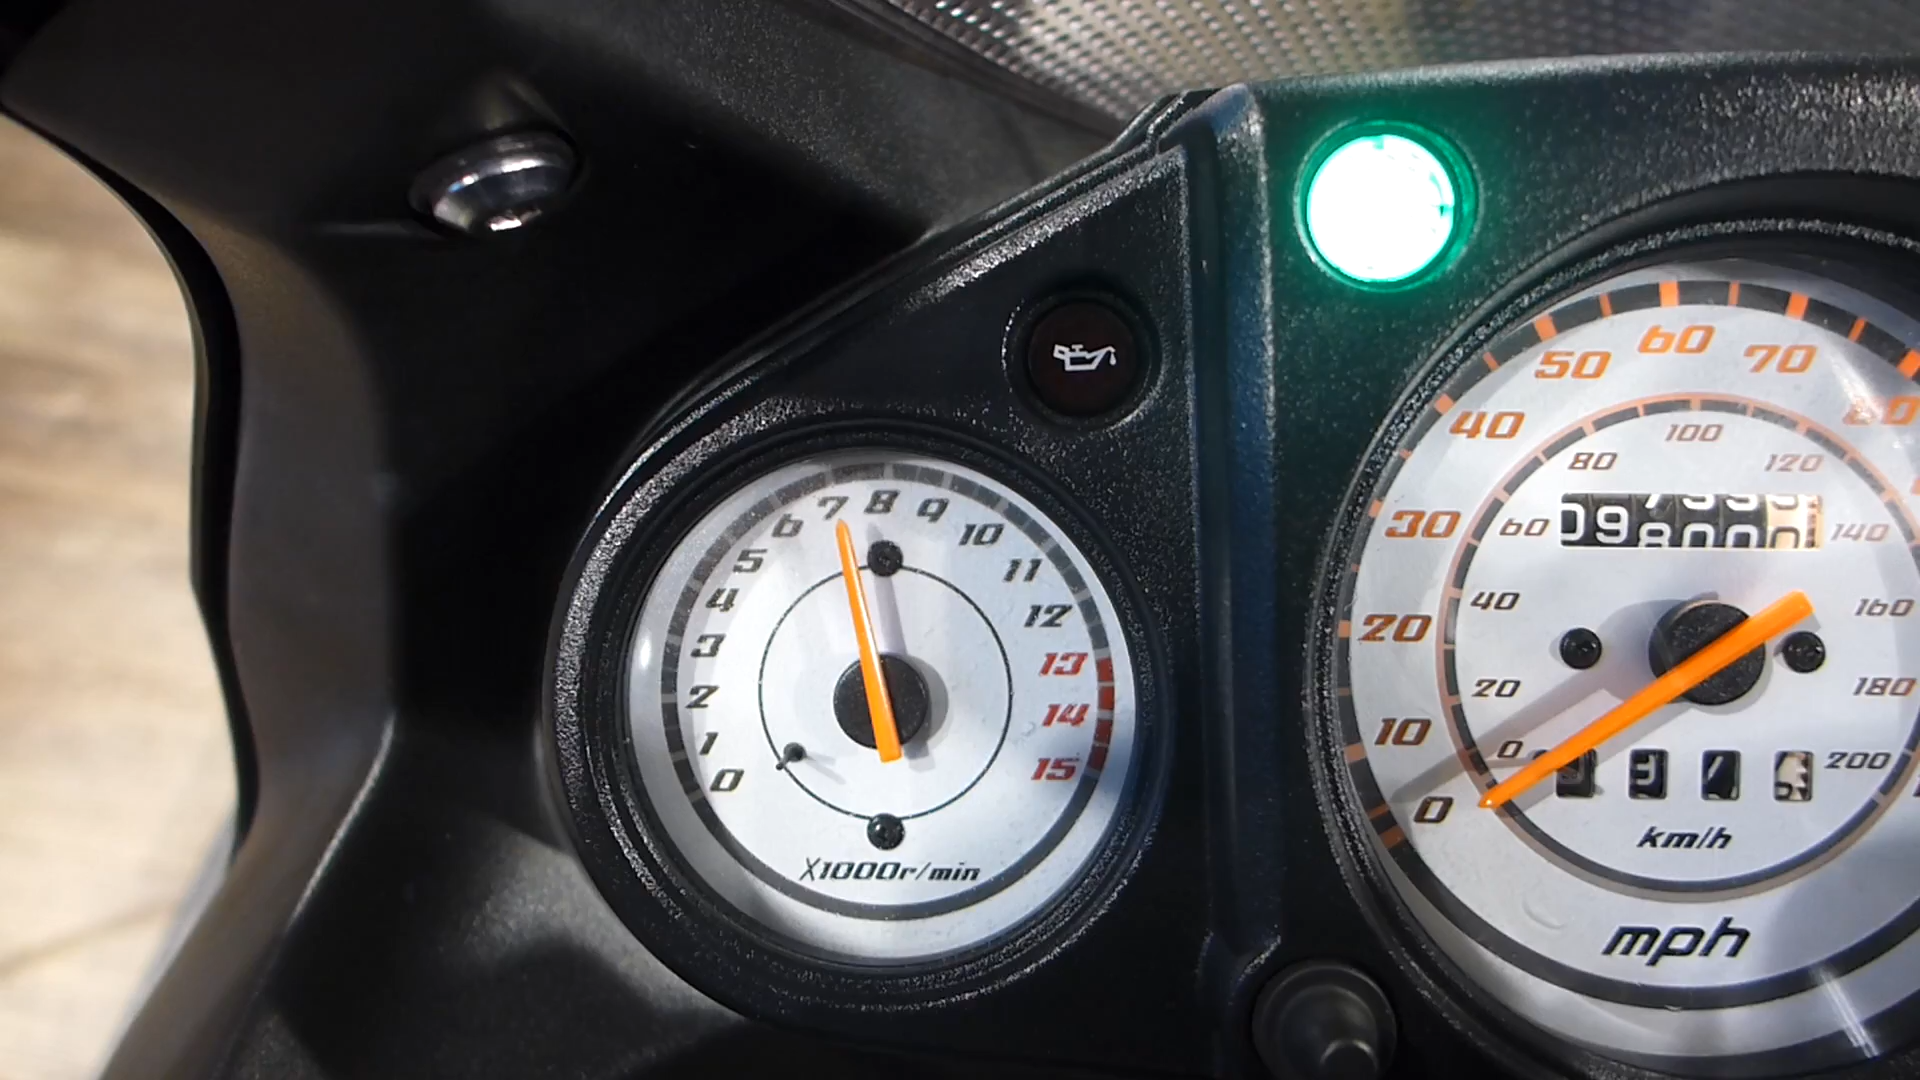 0 1 2 3 4 5 6 7 8 9 10 11 12 13 14 15
X1000r/min
0 10 20 30 40 50 60 70 80
0 20 40 60 80 100 120 140 160 180 200
km/h
mph